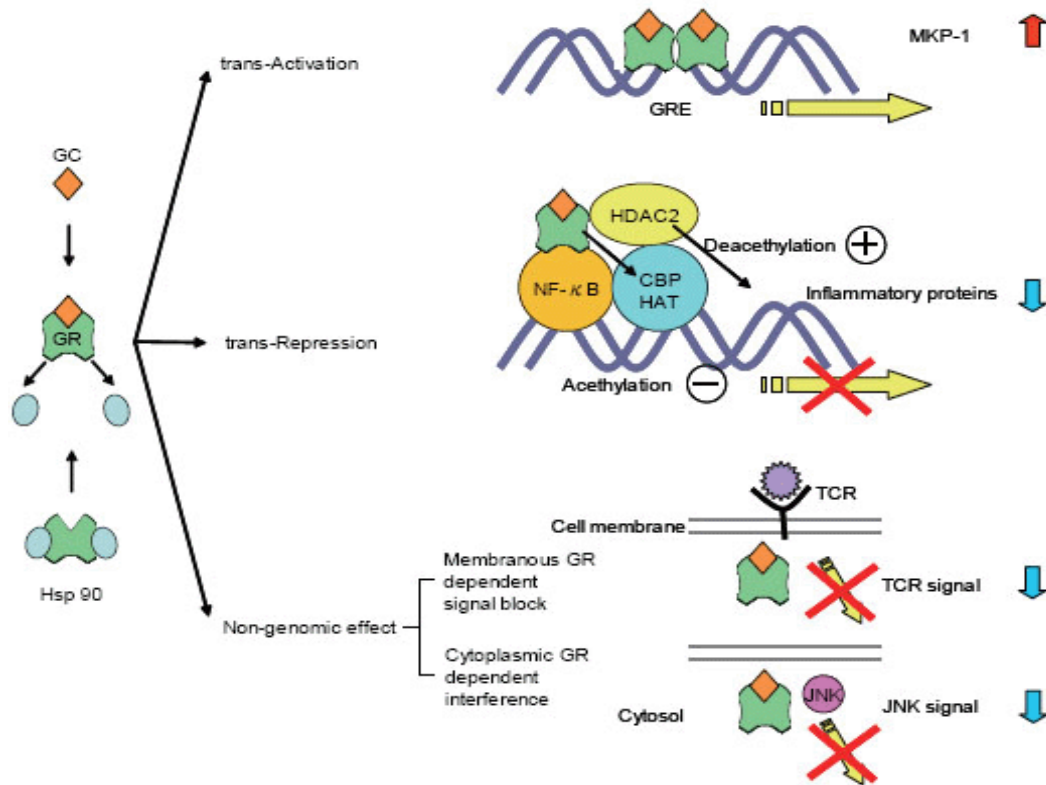 trans-Activation
MKP-1
GRE
GC
HDAC2
Deacethylation +
NF-κB
CBP
HAT
Inflammatory proteins
GR
trans-Repression
Acethylation −
TCR
Cell membrane
Hsp 90
Membranous GR
dependent
signal block
TCR signal
Non-genomic effect
Cytoplasmic GR
dependent
interference
JNK
Cytosol
JNK signal